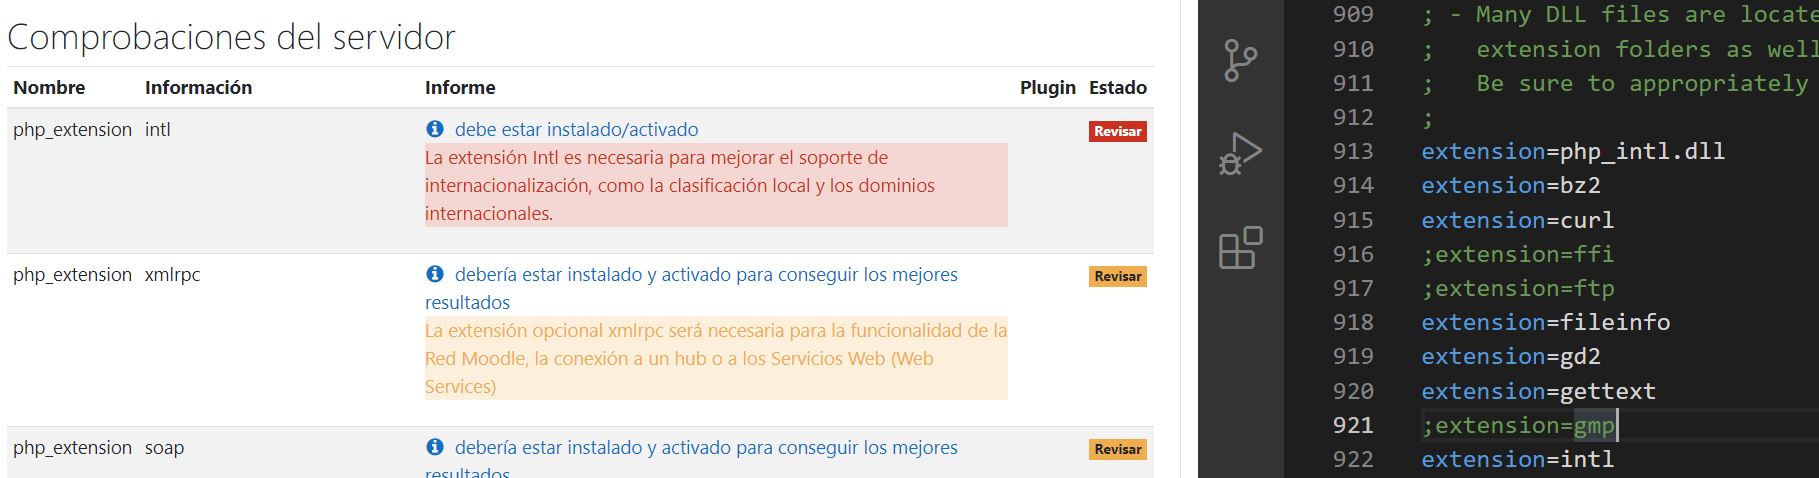 Comprobaciones del servidor
Nombre Información Informe Plugin Estado
php_extension intl debe estar instalado/activado Revisar
La extensión Intl es necesaria para mejorar el soporte de
internacionalización, como la clasificación local y los dominios
internacionales.
php_extension xmlrpc debería estar instalado y activado para conseguir los mejores Revisar
resultados
La extensión opcional xmlrpc será necesaria para la funcionalidad de la
Red Moodle, la conexión a un hub o a los Servicios Web (Web
Services)
php_extension soap debería estar instalado y activado para conseguir los mejores Revisar
resultados
909 ; - Many DLL files are locate
910 ; extension folders as well
911 ; Be sure to appropriately
912 ;
913 extension=php_intl.dll
914 extension=bz2
915 extension=curl
916 ;extension=ffi
917 ;extension=ftp
918 extension=fileinfo
919 extension=gd2
920 extension=gettext
921 ;extension=gmp
922 extension=intl